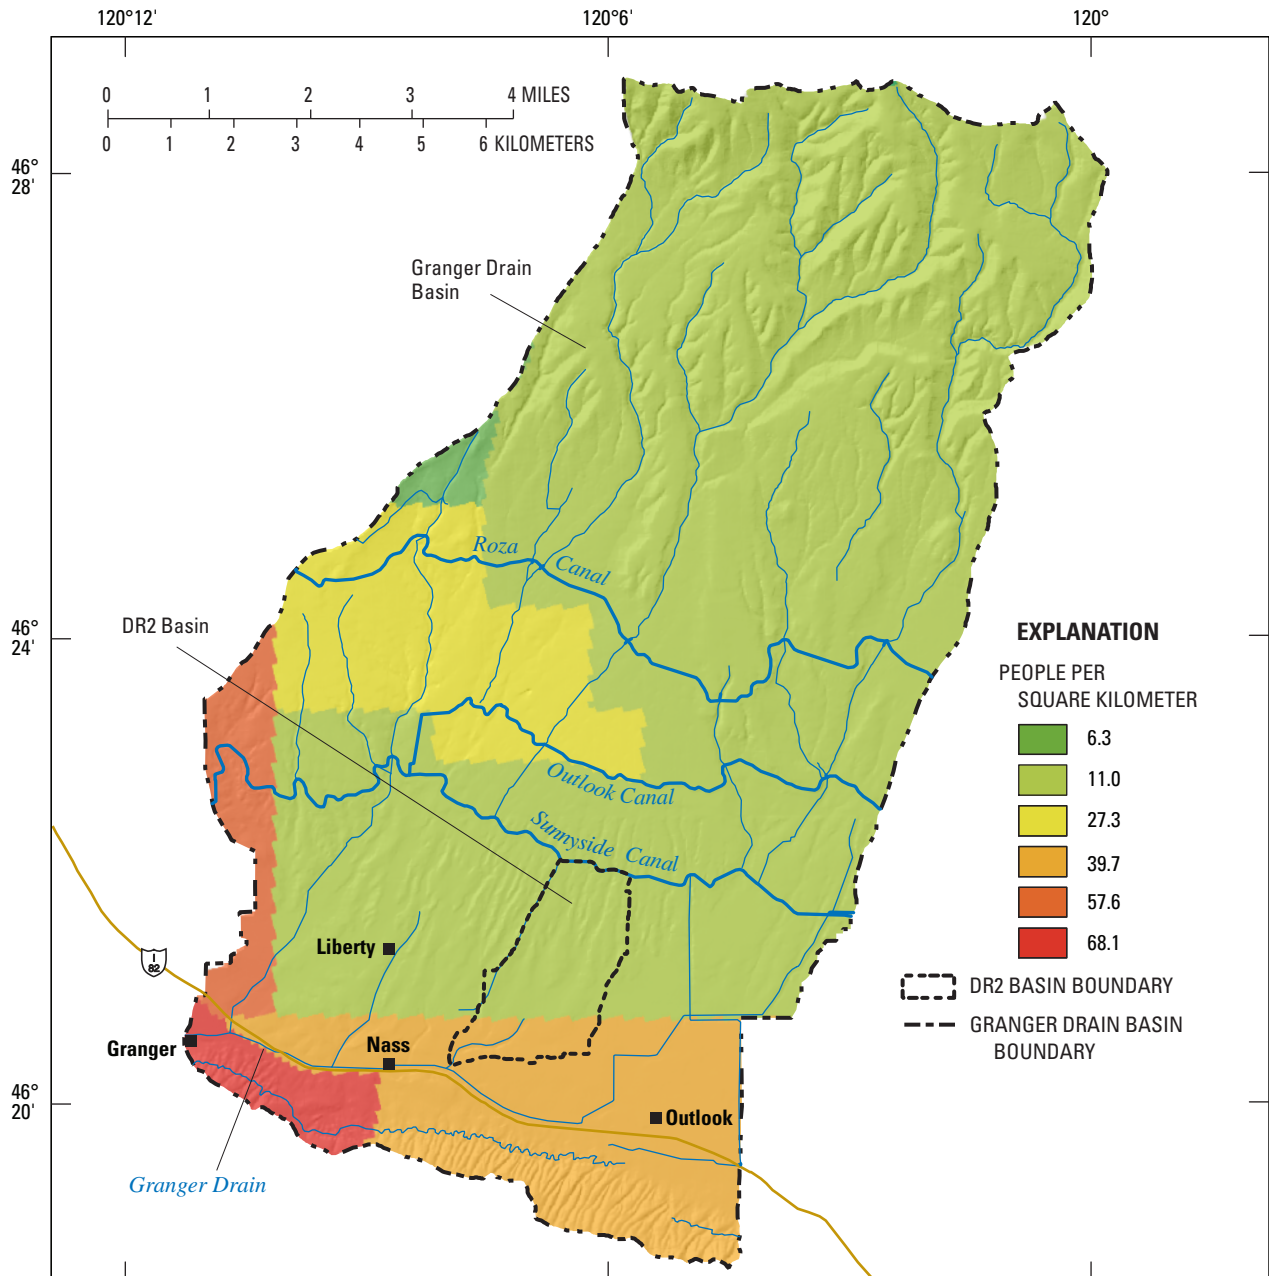 120°12'
120°6'
120°
0 1 2 3 4 MILES
0 1 2 3 4 5 6 KILOMETERS
46°
28'
Granger Drain
Basin
Roza Canal
DR2 Basin
46°
24'
EXPLANATION
PEOPLE PER
SQUARE KILOMETER
6.3
11.0
27.3
39.7
57.6
68.1
DR2 BASIN BOUNDARY
GRANGER DRAIN BASIN
BOUNDARY
Outlook Canal
Sunnyside Canal
I
82
Liberty
Granger
Nass
46°
20'
Outlook
Granger Drain